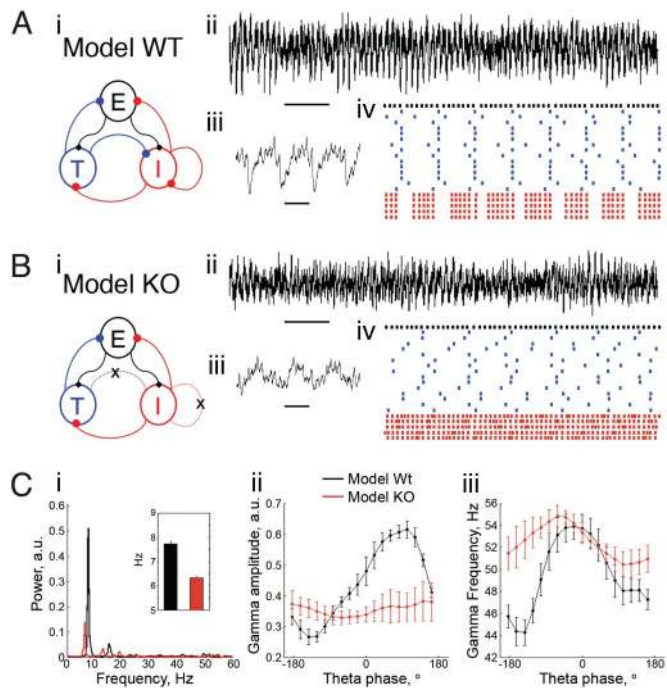 A
i
Model WT
ii
E
T
I
iii
iv
B
i
Model KO
ii
E
x
T
I
x
iii
iv
C
i
Power, a.u.
0.6
0.5
0.4
0.3
0.2
0.1
0
0 10 20 30 40 50 60
Frequency, Hz
Hz
9
8
7
6
5
ii
Model Wt
Model KO
Gamma amplitude, a.u.
0.7
0.6
0.5
0.4
0.3
0.2
-180 0 180
Theta phase, °
iii
Gamma Frequency, Hz
56
54
52
50
48
46
44
42
-180 0 180
Theta phase, °